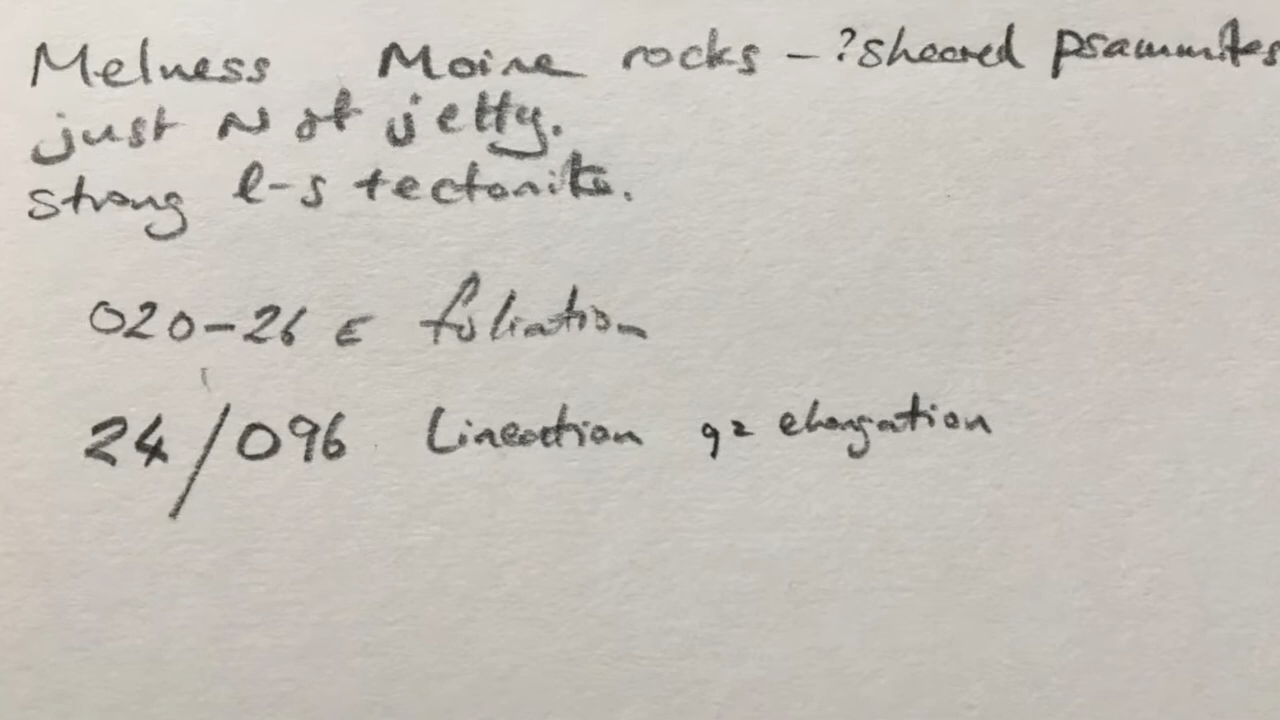 Melness Moine rocks – ?sheared psammites
just N of jetty.
strong l-s tectonite.
020-26 E foliation
24/096 Lineation qz elongation